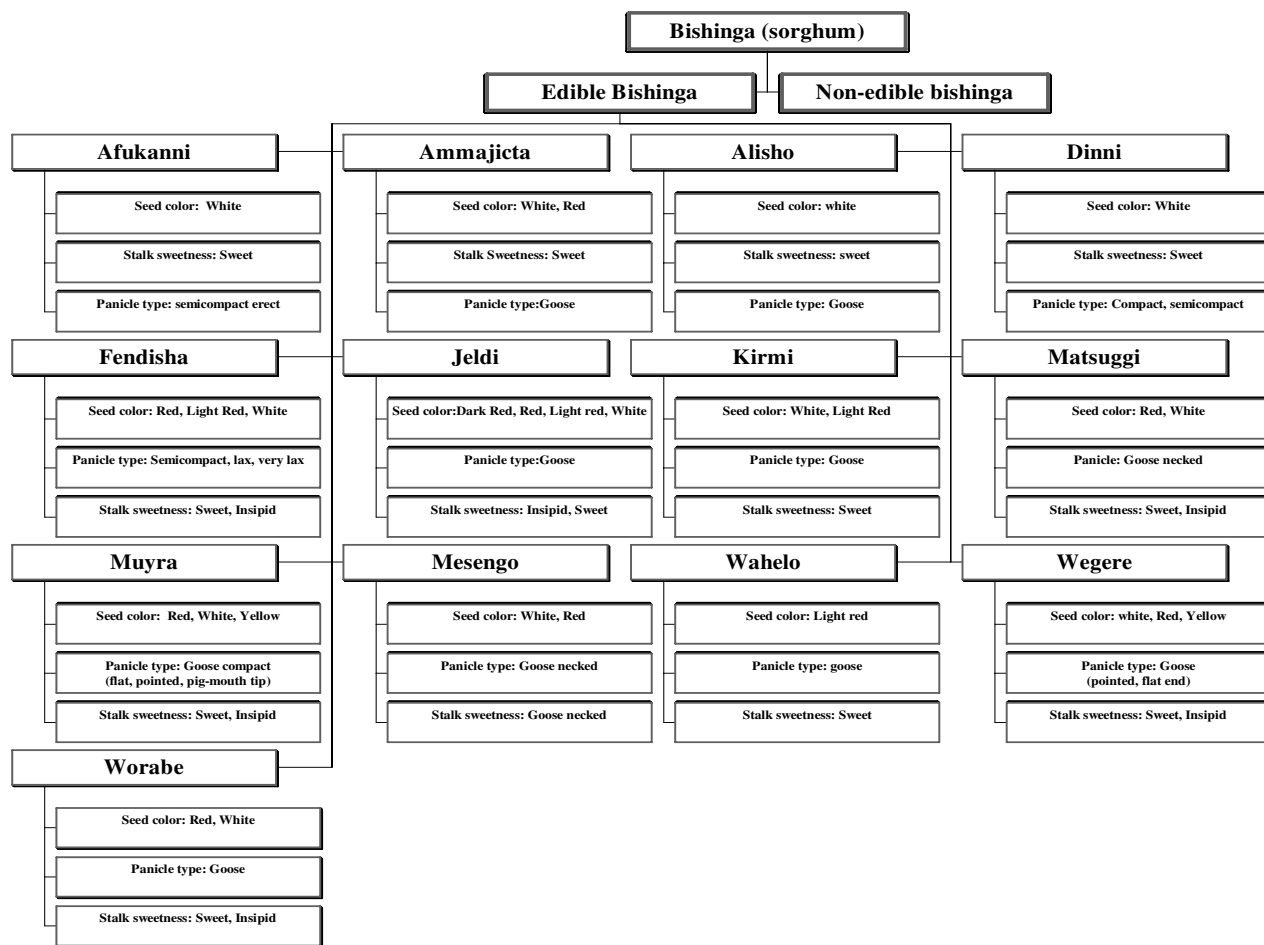 Bishinga (sorghum)
Edible Bishinga
Non-edible bishinga
Afukanni
Seed color: White
Stalk sweetness: Sweet
Panicle type: semicompact erect
Ammajicta
Seed color: White, Red
Stalk Sweetness: Sweet
Panicle type:Goose
Alisho
Seed color: white
Stalk sweetness: sweet
Panicle type: Goose
Dinni
Seed color: White
Stalk sweetness: Sweet
Panicle type: Compact, semicompact
Fendisha
Seed color: Red, Light Red, White
Panicle type: Semicompact, lax, very lax
Stalk sweetness: Sweet, Insipid
Jeldi
Seed color:Dark Red, Red, Light red, White
Panicle type:Goose
Stalk sweetness: Insipid, Sweet
Kirmi
Seed color: White, Light Red
Panicle type: Goose
Stalk sweetness: Sweet
Matsuggi
Seed color: Red, White
Panicle: Goose necked
Stalk sweetness: Sweet, Insipid
Muyra
Seed color: Red, White, Yellow
Panicle type: Goose compact
(flat, pointed, pig-mouth tip)
Stalk sweetness: Sweet, Insipid
Mesengo
Seed color: White, Red
Panicle type: Goose necked
Stalk sweetness: Goose necked
Wahelo
Seed color: Light red
Panicle type: goose
Stalk sweetness: Sweet
Wegere
Seed color: white, Red, Yellow
Panicle type: Goose
(pointed, flat end)
Stalk sweetness: Sweet, Insipid
Worabe
Seed color: Red, White
Panicle type: Goose
Stalk sweetness: Sweet, Insipid